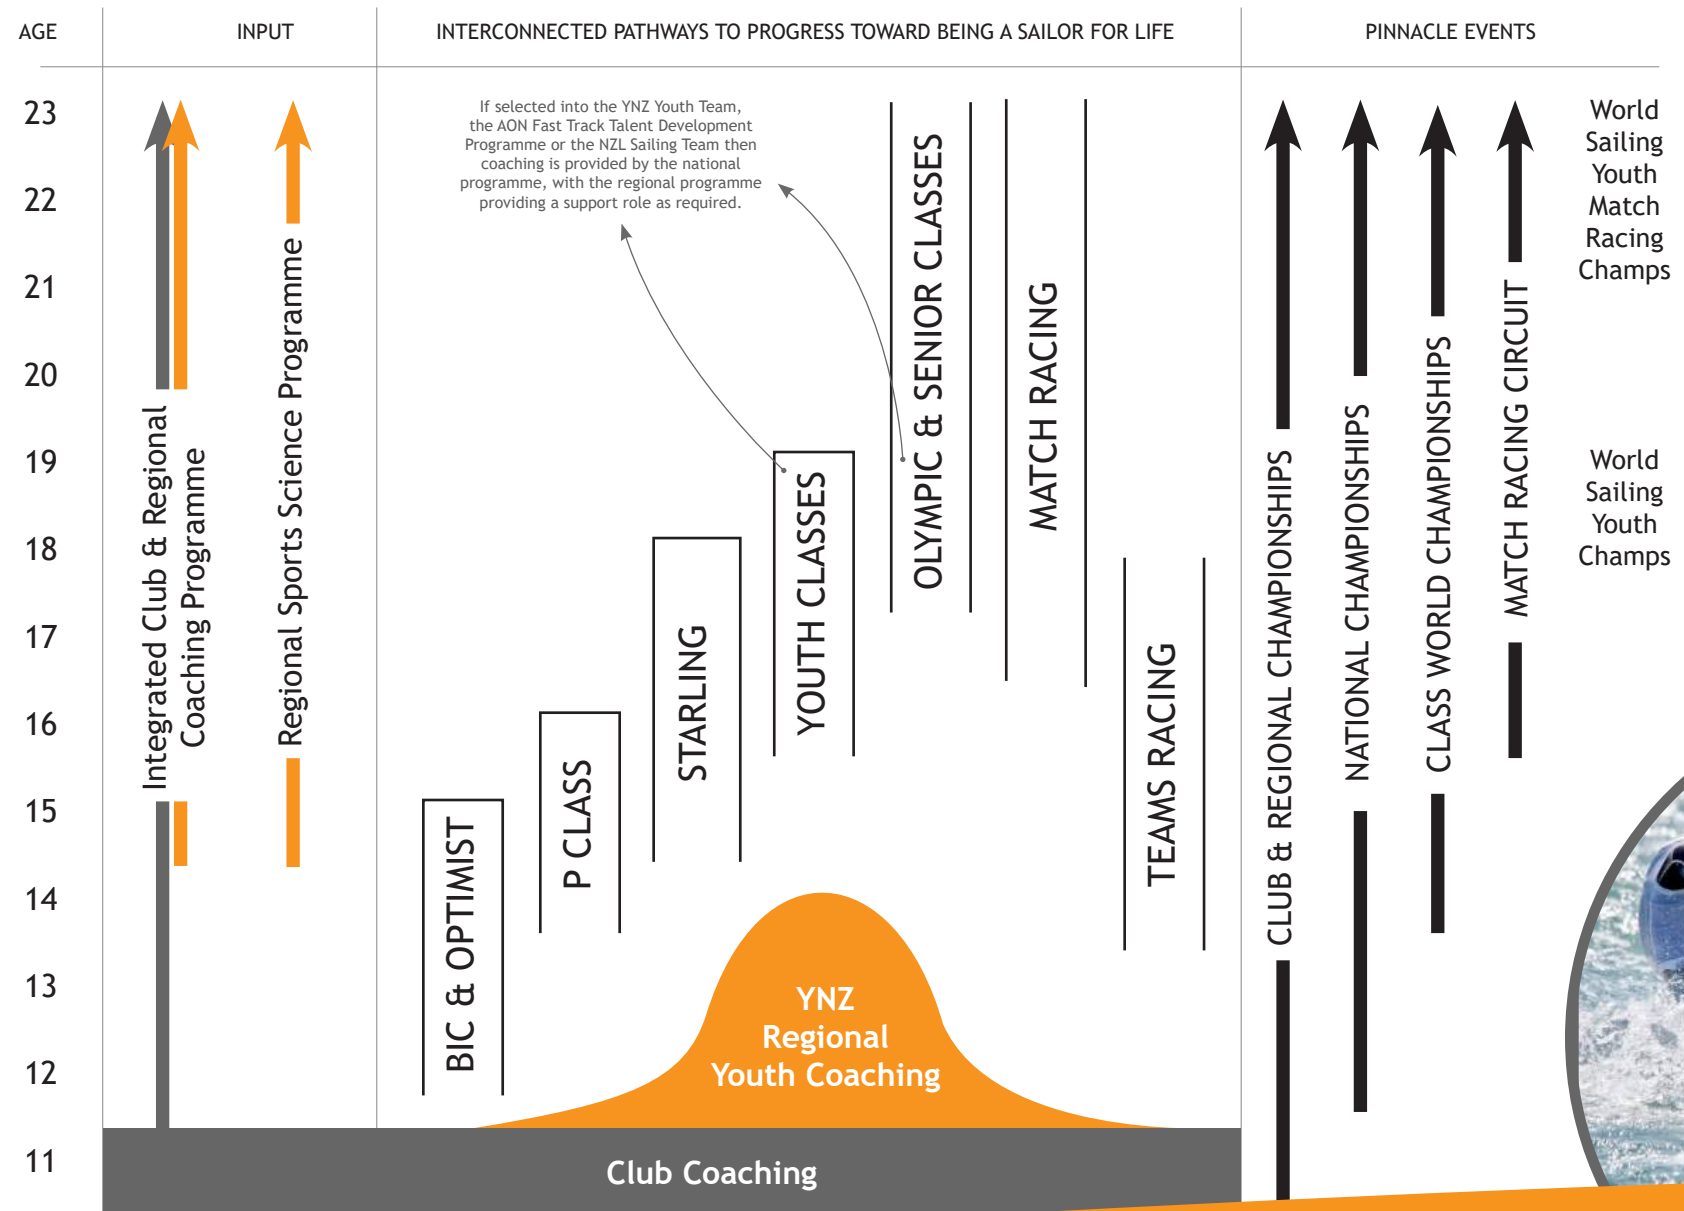 AGE
INPUT
INTERCONNECTED PATHWAYS TO PROGRESS TOWARD BEING A SAILOR FOR LIFE
PINNACLE EVENTS
23
22
21
20
19
18
17
16
15
14
13
12
11
Integrated Club & Regional
Coaching Programme
Regional Sports Science Programme
If selected into the YNZ Youth Team,
the AON Fast Track Talent Development
Programme or the NZL Sailing Team then
coaching is provided by the national
programme, with the regional programme
providing a support role as required.
BIC & OPTIMIST
P CLASS
STARLING
YOUTH CLASSES
OLYMPIC & SENIOR CLASSES
MATCH RACING
TEAMS RACING
YNZ
Regional
Youth Coaching
Club Coaching
CLUB & REGIONAL CHAMPIONSHIPS
NATIONAL CHAMPIONSHIPS
CLASS WORLD CHAMPIONSHIPS
MATCH RACING CIRCUIT
World
Sailing
Youth
Match
Racing
Champs
World
Sailing
Youth
Champs